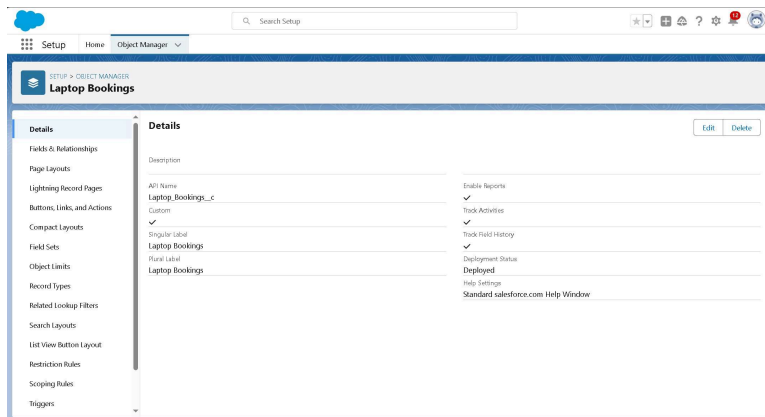 Search Setup
12
Setup
Home
Object Manager
SETUP > OBJECT MANAGER
Laptop Bookings
Details
Fields & Relationships
Page Layouts
Lightning Record Pages
Buttons, Links, and Actions
Compact Layouts
Field Sets
Object Limits
Record Types
Related Lookup Filters
Search Layouts
List View Button Layout
Restriction Rules
Scoping Rules
Triggers
Details
Edit
Delete
Description
API Name
Laptop_Bookings__c
Custom
Singular Label
Laptop Bookings
Plural Label
Laptop Bookings
Enable Reports
Track Activities
Track Field History
Deployment Status
Deployed
Help Settings
Standard salesforce.com Help Window